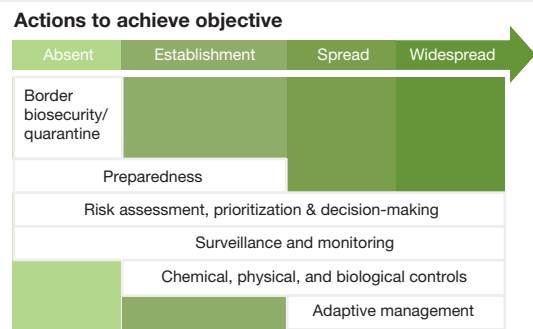 Actions to achieve objective
Absent Establishment Spread Widespread
Border
biosecurity/
quarantine
Preparedness
Risk assessment, prioritization & decision-making
Surveillance and monitoring
Chemical, physical, and biological controls
Adaptive management